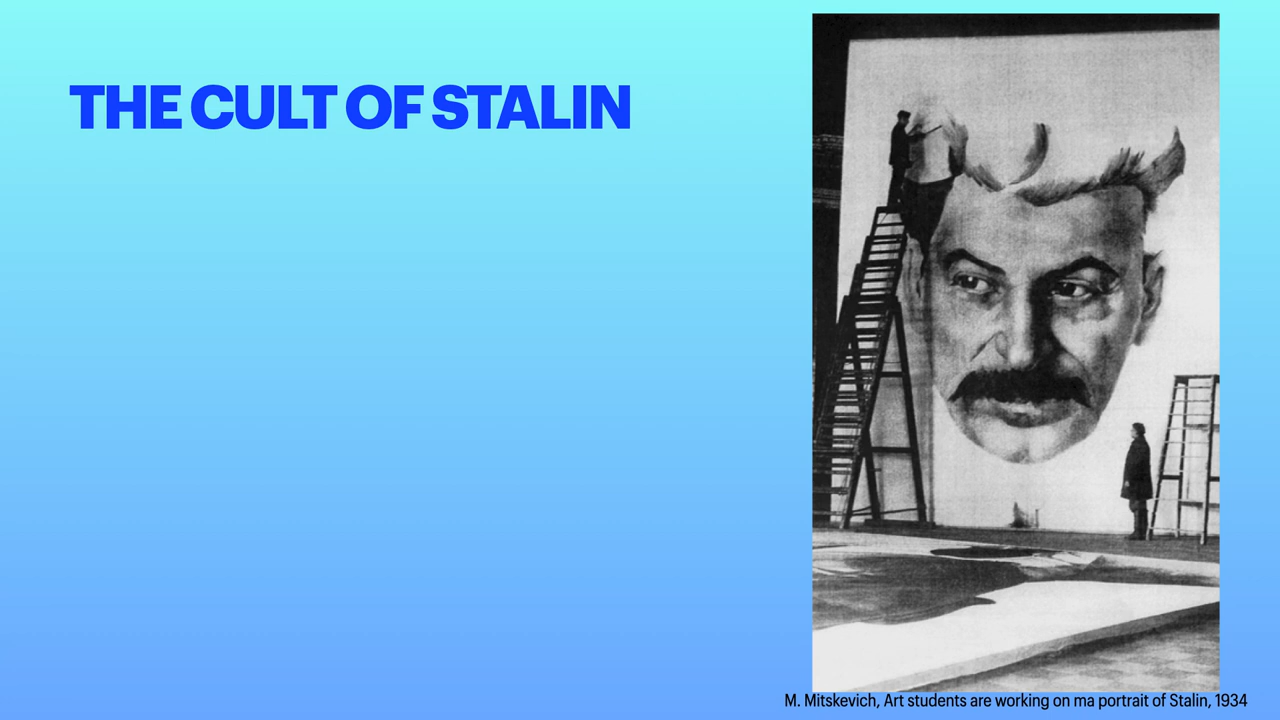 THE CULT OF STALIN
M. Mitskevich, Art students are working on ma portrait of Stalin, 1934